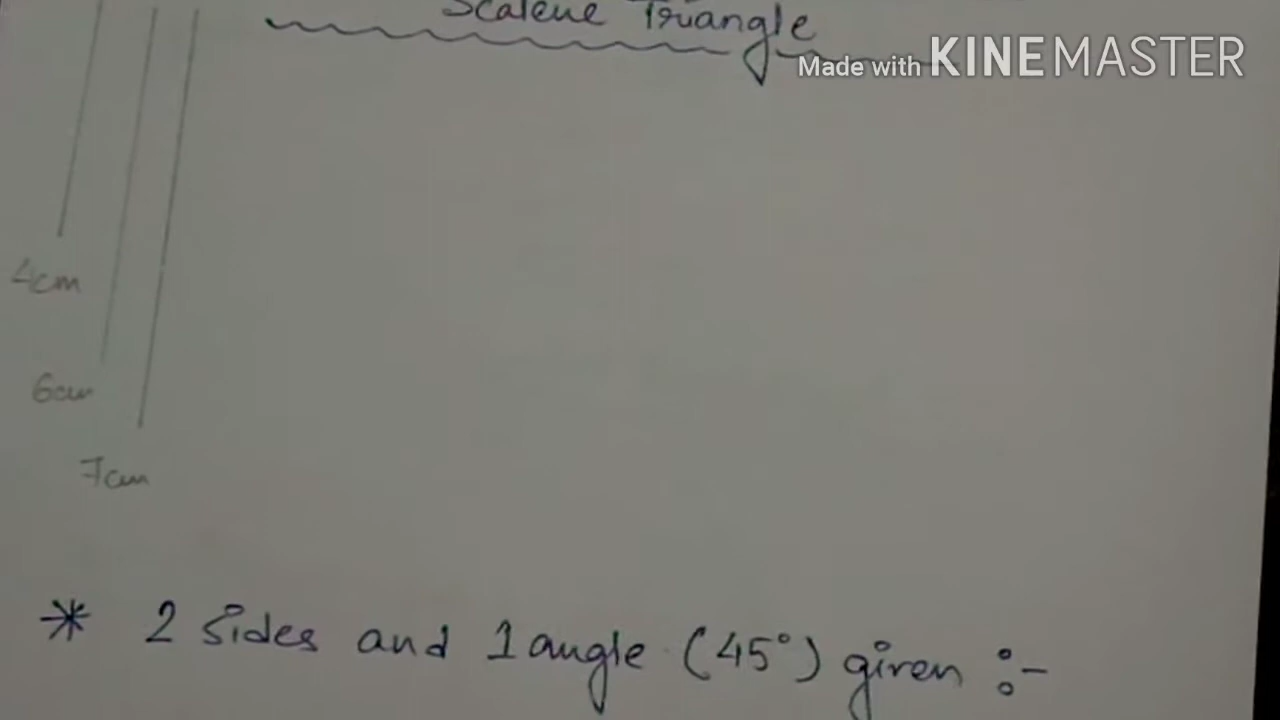 Scalene Triangle
Made with KINEMASTER
4cm
6cm
7cm
* 2 sides and 1 angle (45°) given :-